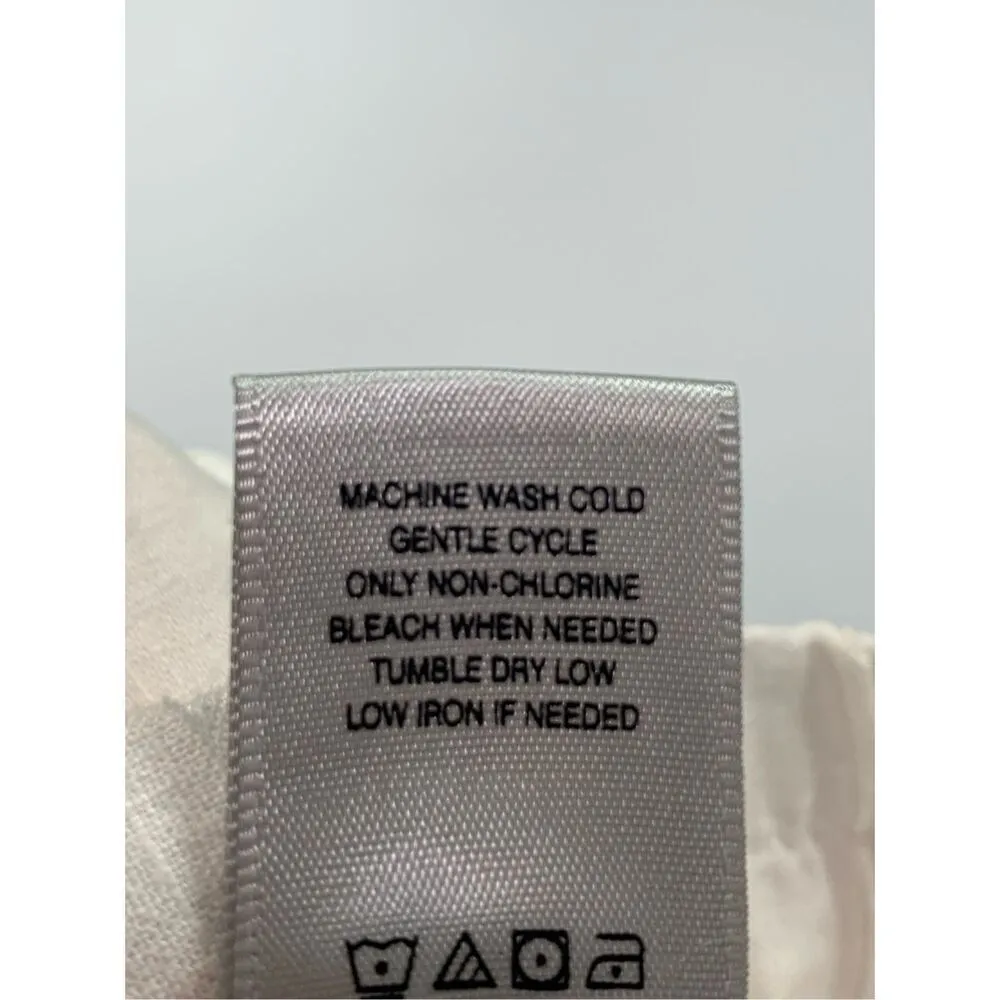 MACHINE WASH COLD
GENTLE CYCLE
ONLY NON-CHLORINE
BLEACH WHEN NEEDED
TUMBLE DRY LOW
LOW IRON IF NEEDED